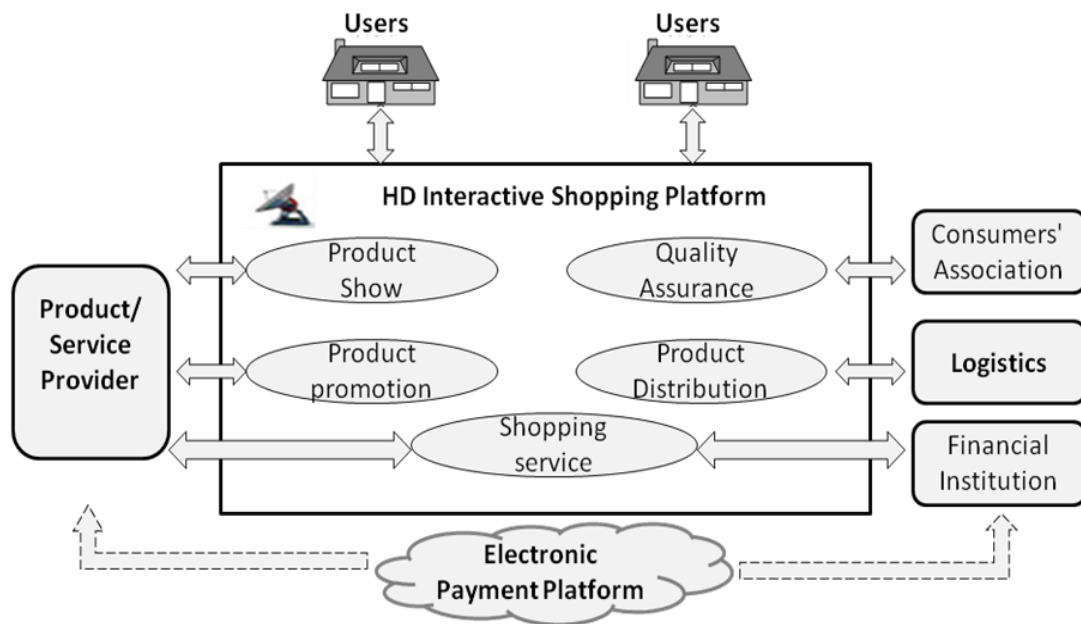 Users
Users
HD Interactive Shopping Platform
Product
Show
Quality
Assurance
Consumers'
Association
Product/
Service
Provider
Product
promotion
Product
Distribution
Logistics
Shopping
service
Financial
Institution
Electronic
Payment Platform